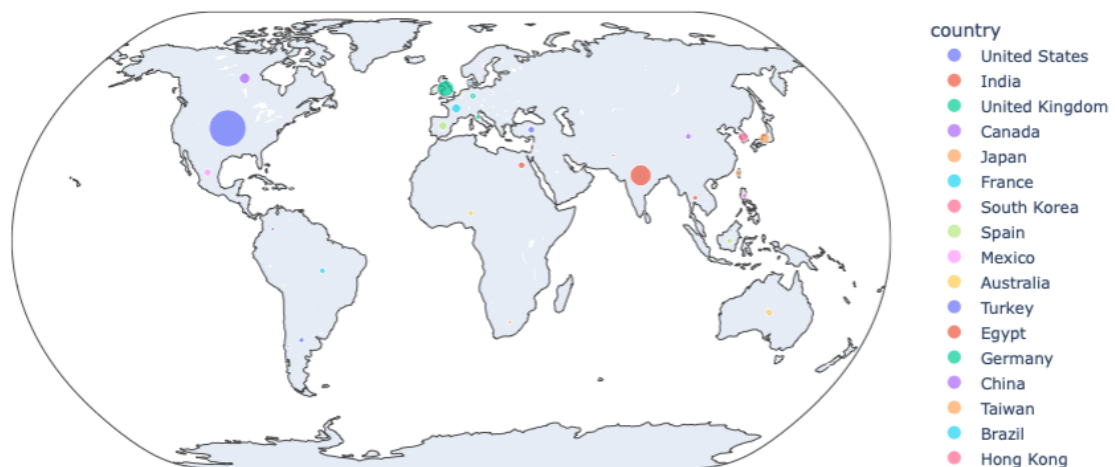 country
United States
India
United Kingdom
Canada
Japan
France
South Korea
Spain
Mexico
Australia
Turkey
Egypt
Germany
China
Taiwan
Brazil
Hong Kong